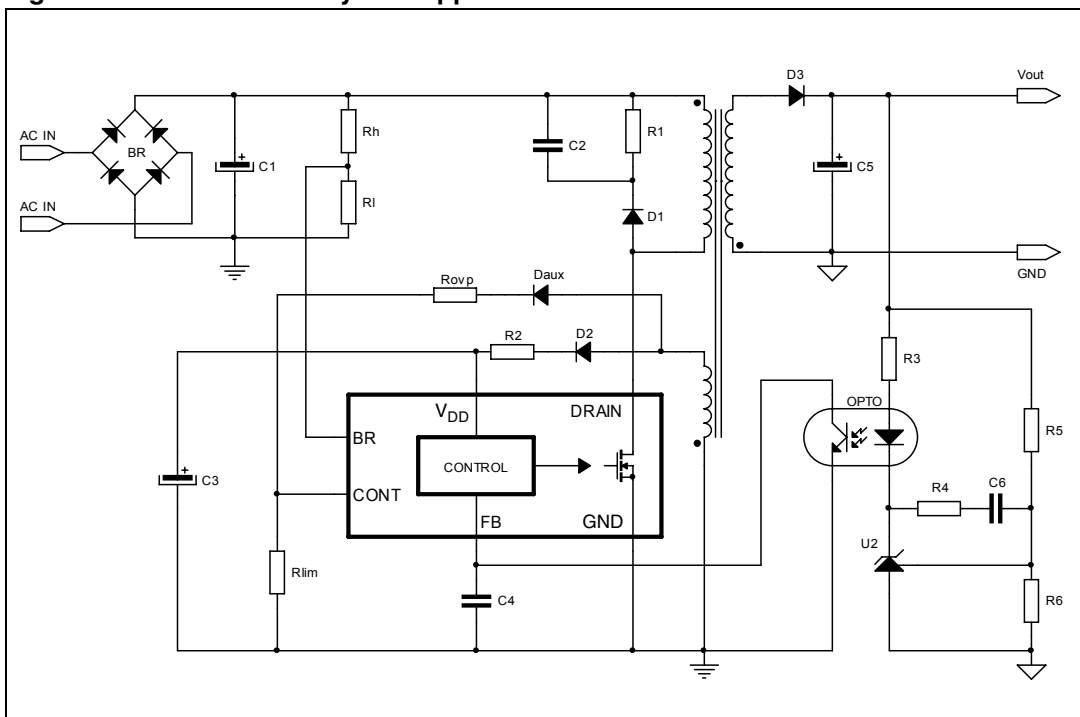 D3
Vout
AC IN
BR
C1
Rh
Rl
C2
R1
D1
C5
AC IN
GND
Rovp
Daux
R2
D2
R3
OPTO
VDD
DRAIN
BR
CONTROL
CONT
FB
GND
C3
R5
R4
C6
U2
Rlim
C4
R6
+
+
+